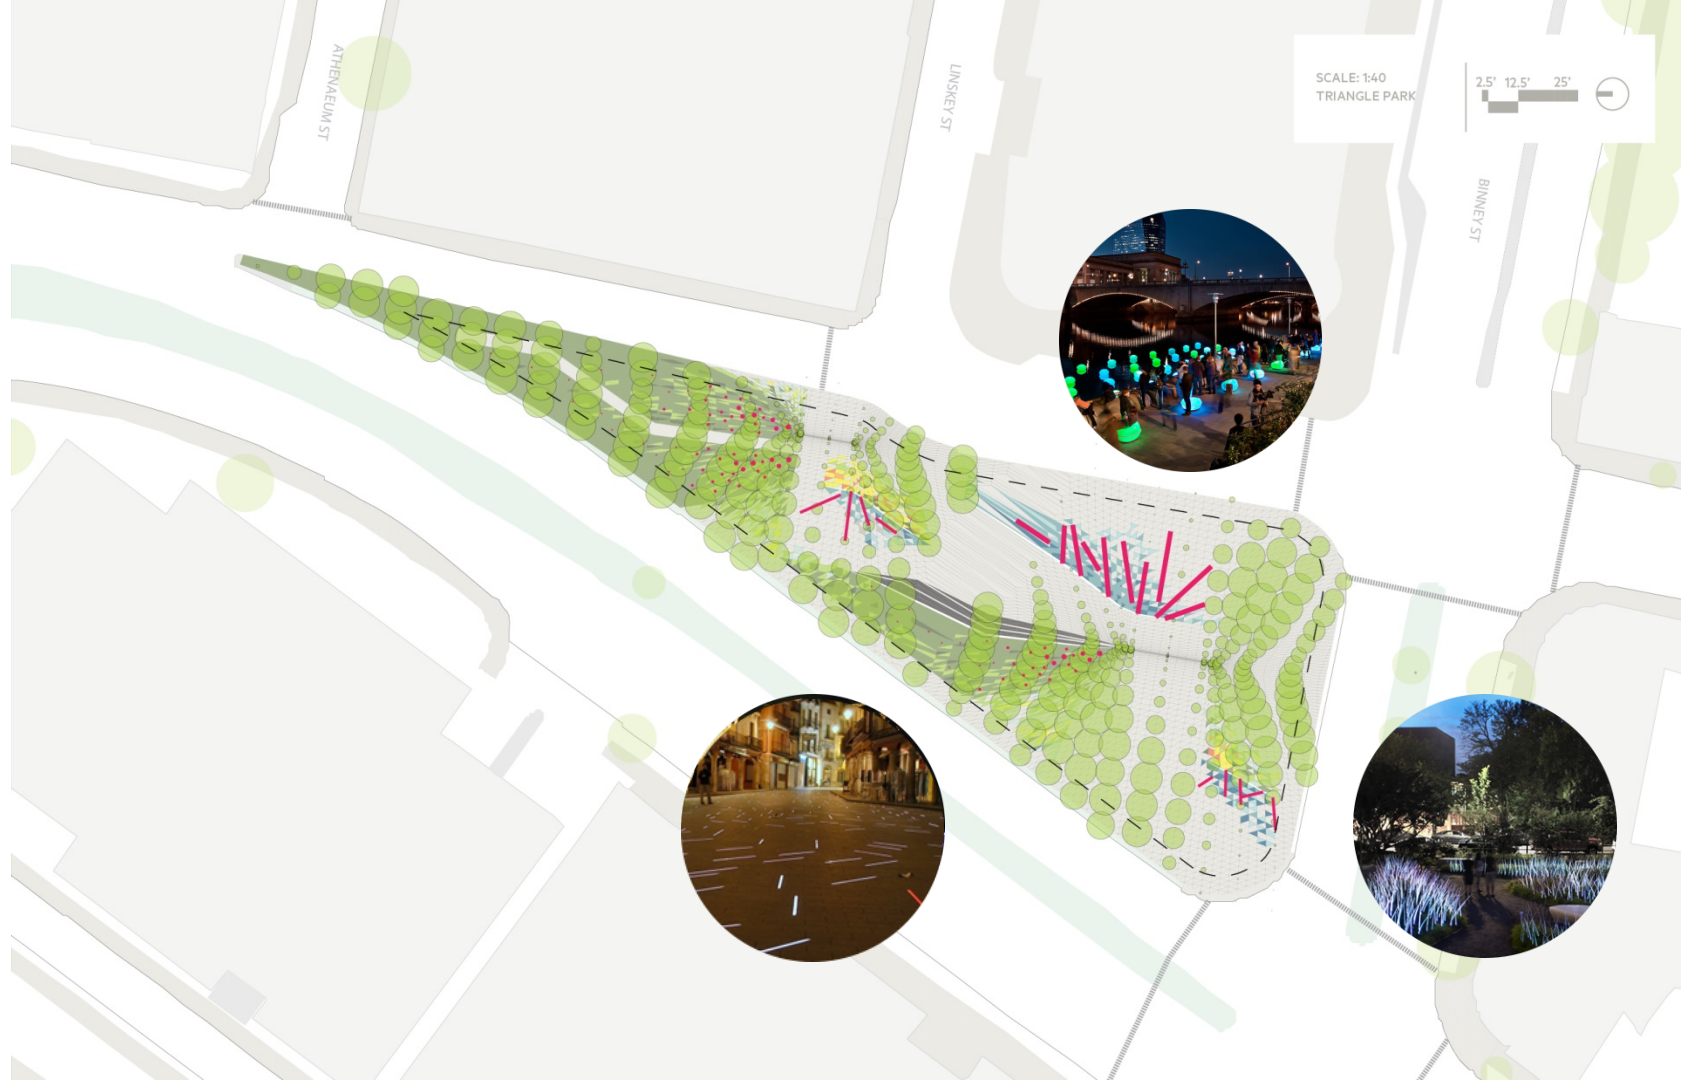 ATHENAEUM ST
LINSKEY ST
SCALE: 1:40
TRIANGLE PARK
2.5' 12.5' 25'
BINNEY ST